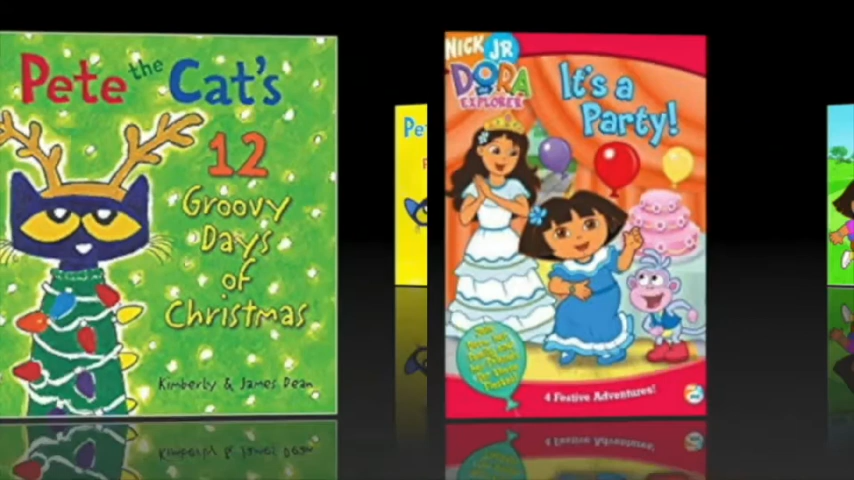 Pete the Cat's
12
Groovy
Days
of
Christmas
Kimberly & James Dean
Pe
NICK JR
DORA
EXPLORER
It's a
Party!
4 Festive Adventures!